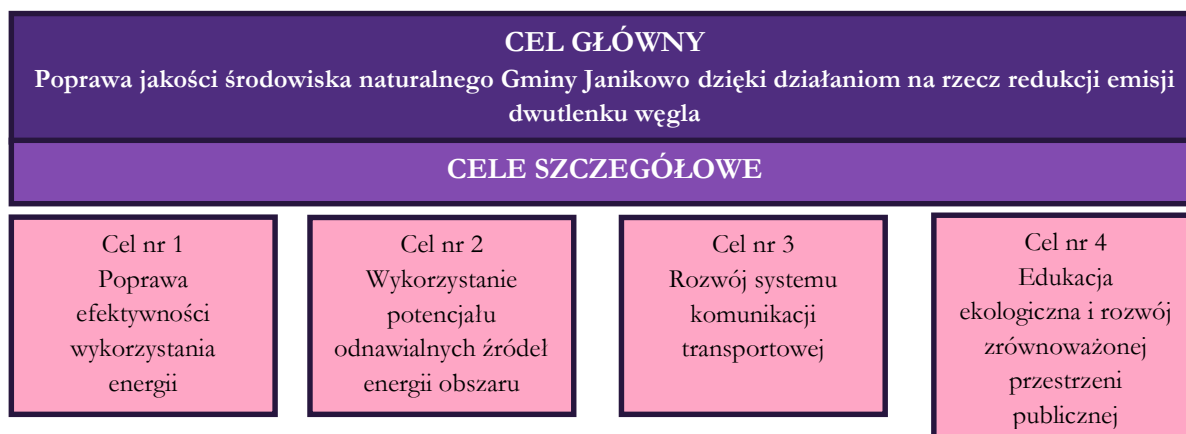 CEL GŁÓWNY
Poprawa jakości środowiska naturalnego Gminy Janikowo dzięki działaniom na rzecz redukcji emisji
dwutlenku węgla
CELE SZCZEGÓŁOWE
Cel nr 1
Poprawa
efektywności
wykorzystania
energii
Cel nr 2
Wykorzystanie
potencjału
odnawialnych źródeł
energii obszaru
Cel nr 3
Rozwój systemu
komunikacji
transportowej
Cel nr 4
Edukacja
ekologiczna i rozwój
zrównoważonej
przestrzeni
publicznej